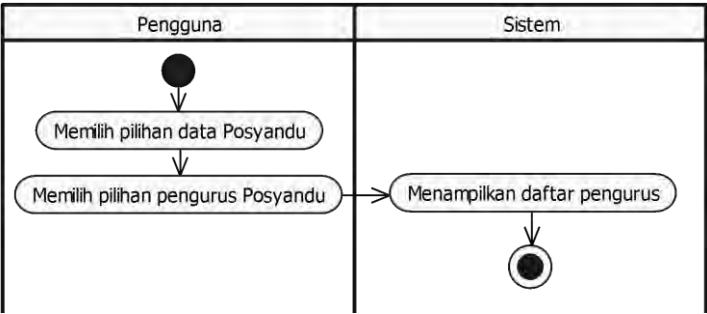 Pengguna
Sistem
Memilih pilihan data Posyandu
Memilih pilihan pengurus Posyandu
Menampilkan daftar pengurus